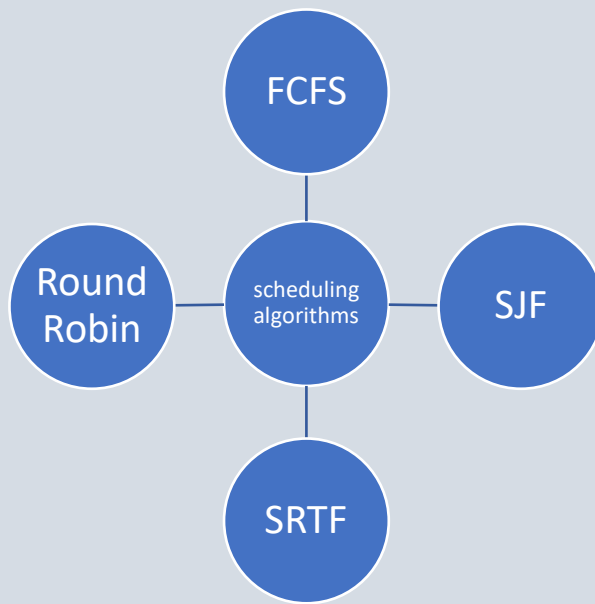 FCFS
Round
Robin
scheduling
algorithms
SJF
SRTF